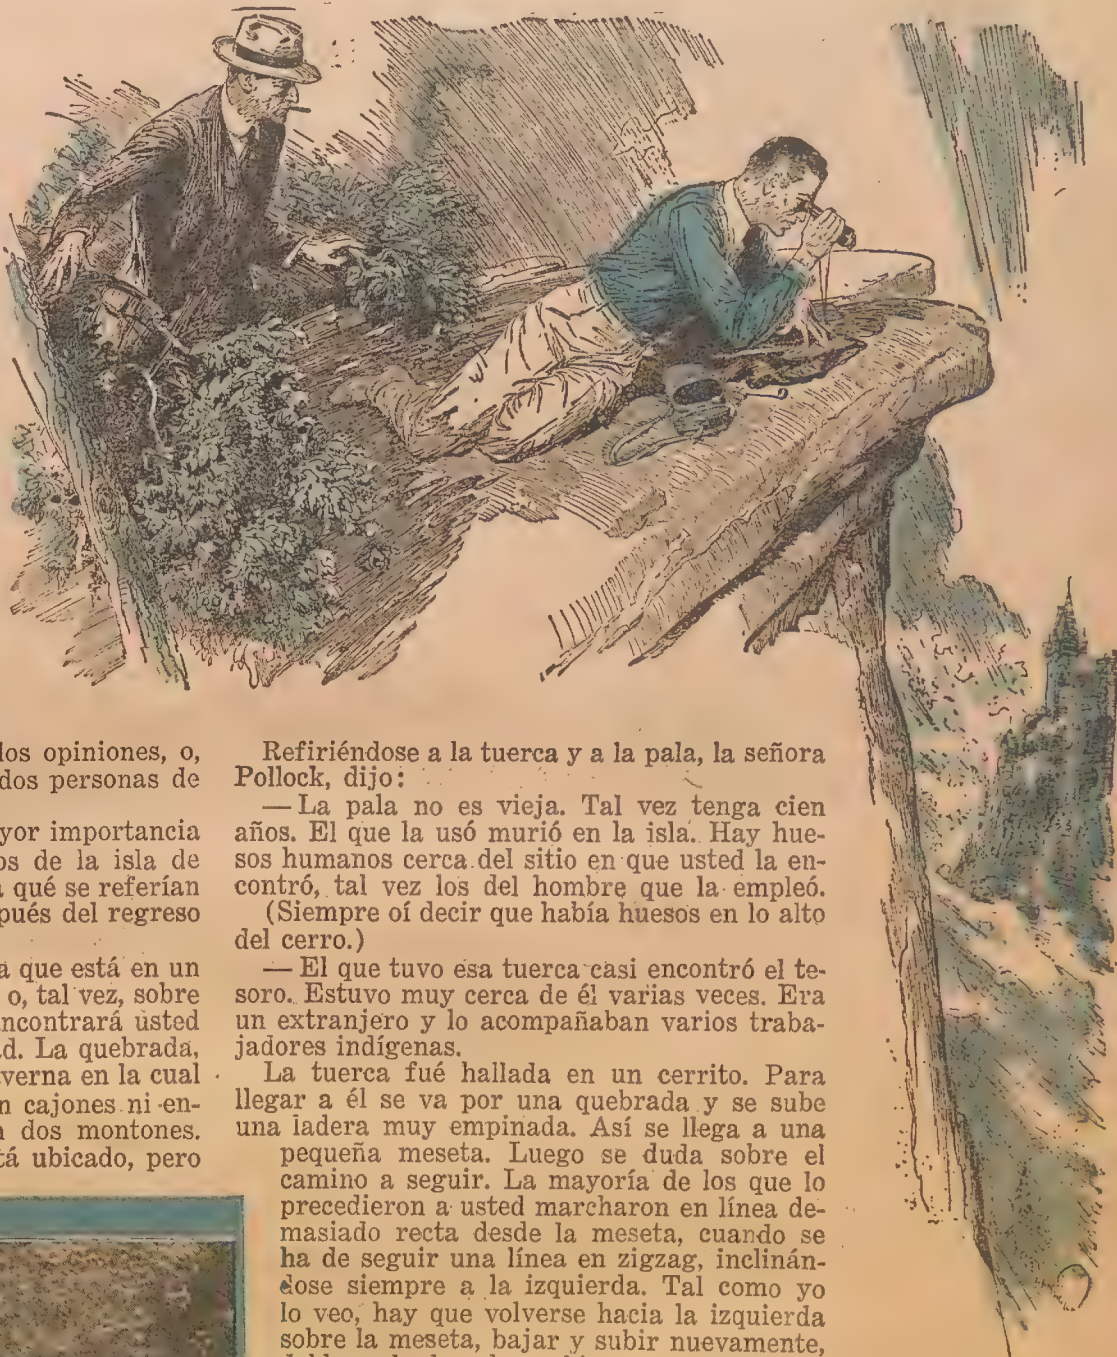 los opiniones, o,
dos personas de
yor importancia
os de la isla de
a qué se referían
pués del regreso
a que está en un
o, tal vez, sobre
encontrará usted
d. La quebrada,
verna en la cual
n cajones ni en-
n dos montones.
tá ubicado, pero
Refiriéndose a la tuerca y a la pala, la señora
Pollock, dijo:
— La pala no es vieja. Tal vez tenga cien
años. El que la usó murió en la isla. Hay hue-
sos humanos cerca del sitio en que usted la en-
contró, tal vez los del hombre que la empleó.
(Siempre oí decir que había huesos en lo alto
del cerro.)
— El que tuvo esa tuerca casi encontró el te-
soro. Estuvo muy cerca de él varias veces. Era
un extranjero y lo acompañaban varios traba-
jadores indígenas.
La tuerca fué hallada en un cerrito. Para
llegar a él se va por una quebrada y se sube
una ladera muy empinada. Así se llega a una
pequeña meseta. Luego se duda sobre el
camino a seguir. La mayoría de los que lo
precedieron a usted marcharon en línea de-
masiado recta desde la meseta, cuando se
ha de seguir una línea en zigzag, inclinán-
dose siempre a la izquierda. Tal como yo
lo veo, hay que volverse hacia la izquierda
sobre la meseta, bajar y subir nuevamente,